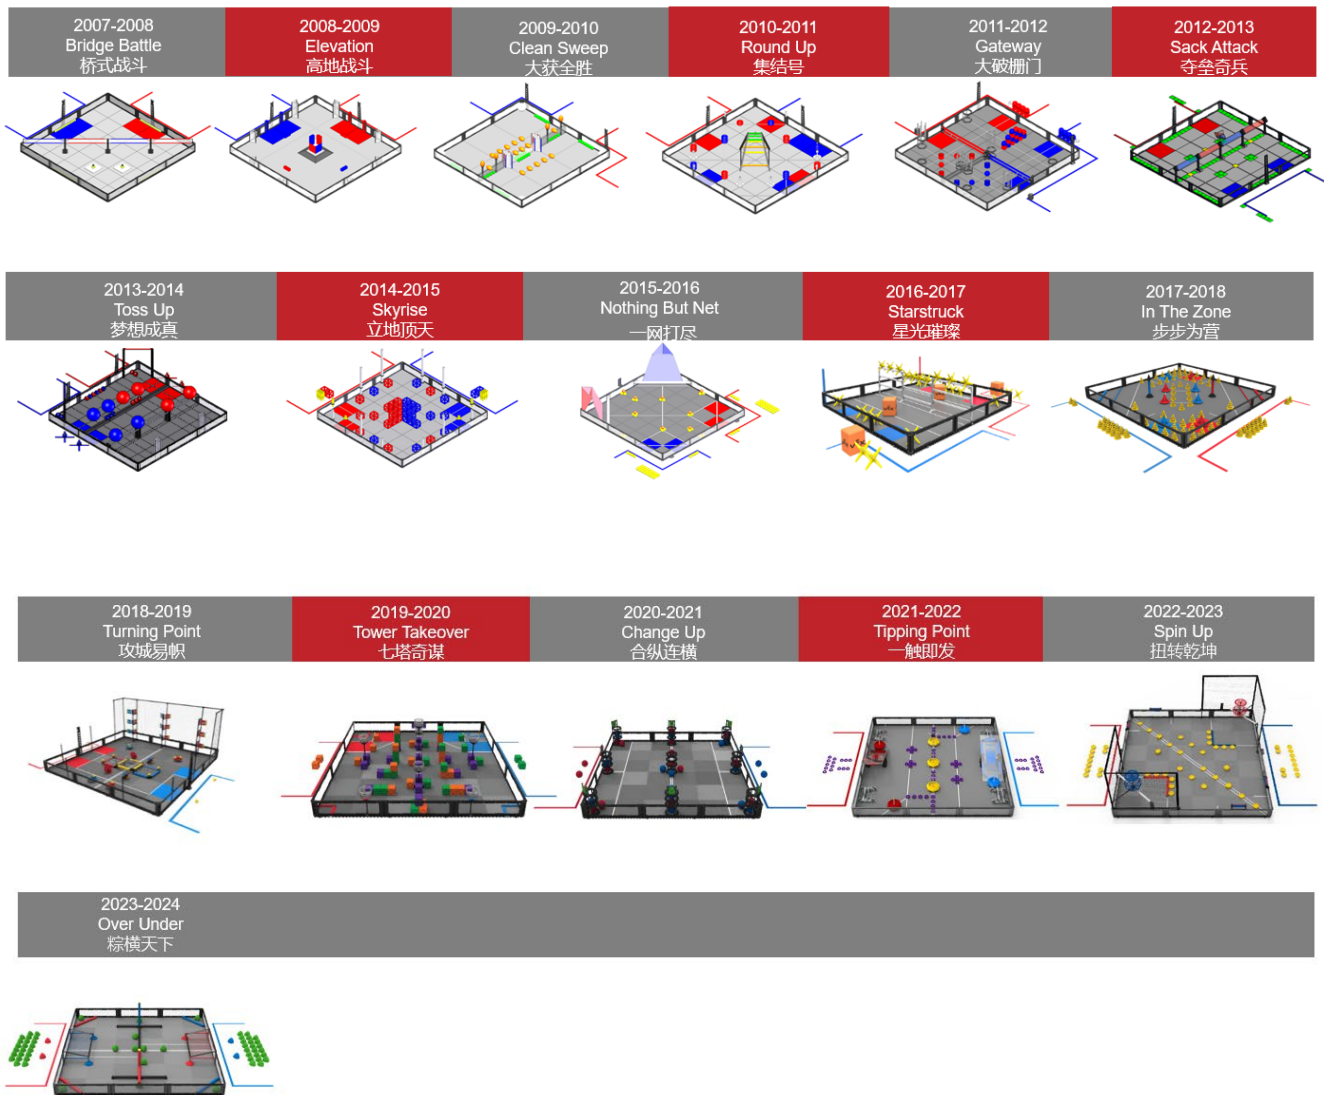 2007-2008
Bridge Battle
桥式战斗
2008-2009
Elevation
高地战斗
2009-2010
Clean Sweep
大获全胜
2010-2011
Round Up
集结号
2011-2012
Gateway
大破栅门
2012-2013
Sack Attack
夺垒奇兵
2013-2014
Toss Up
梦想成真
2014-2015
Skyrise
立地顶天
2015-2016
Nothing But Net
一网打尽
2016-2017
Starstruck
星光璀璨
2017-2018
In The Zone
步步为营
2018-2019
Turning Point
攻城易帜
2019-2020
Tower Takeover
七塔奇谋
2020-2021
Change Up
合纵连横
2021-2022
Tipping Point
一触即发
2022-2023
Spin Up
扭转乾坤
2023-2024
Over Under
粽横天下